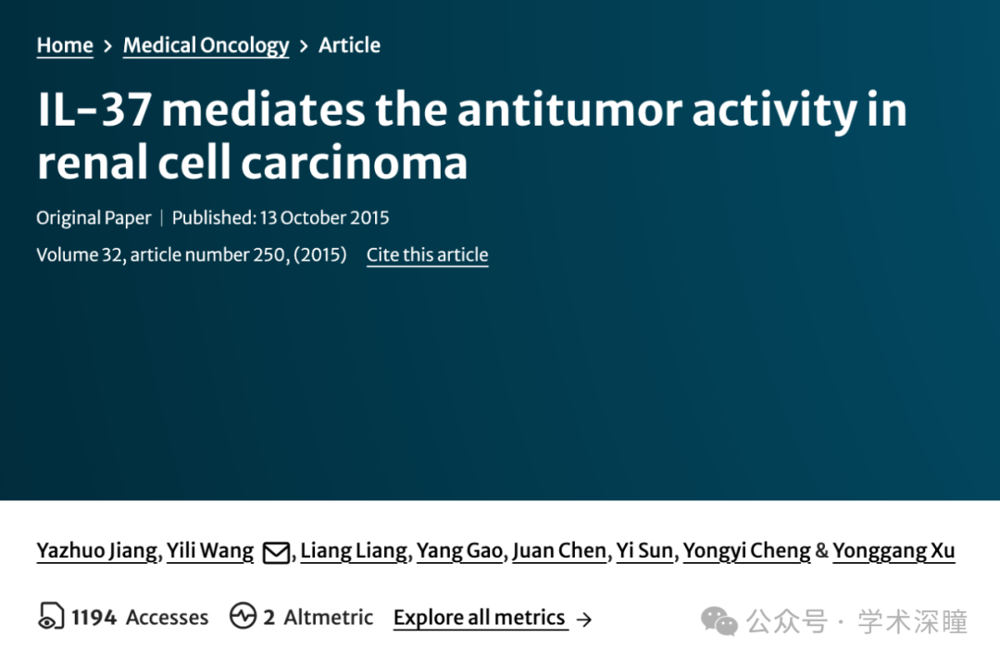 Home > Medical Oncology > Article
IL-37 mediates the antitumor activity in
renal cell carcinoma
Original Paper | Published: 13 October 2015
Volume 32, article number 250, (2015) Cite this article
Yazhuo Jiang, Yili Wang, Liang Liang, Yang Gao, Juan Chen, Yi Sun, Yongyi Cheng & Yonggang Xu
1194 Accesses 2 Altmetric Explore all metrics →
公众号 · 学术深瞳